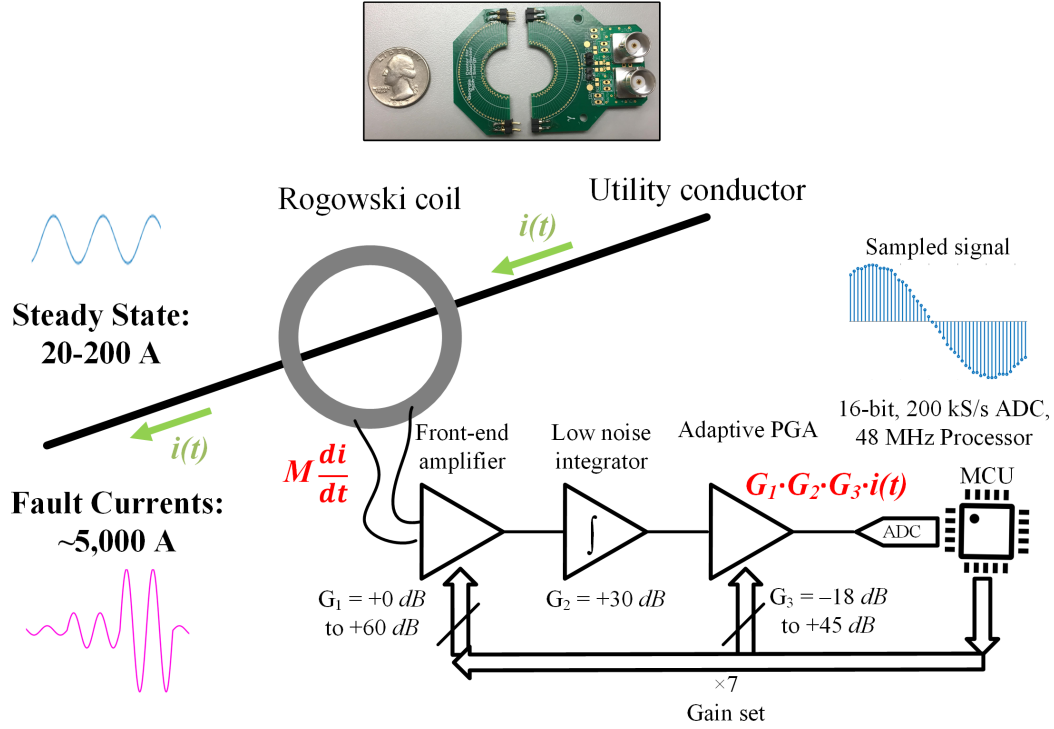 Rogowski coil
Utility conductor
i(t)
Sampled signal
Steady State:
20-200 A
i(t)
16-bit, 200 kS/s ADC,
48 MHz Processor
Front-end
amplifier
Low noise
integrator
Adaptive PGA
M di/dt
G₁·G₂·G₃·i(t)
MCU
Fault Currents:
~5,000 A
∫
ADC
G₁ = +0 dB
to +60 dB
G₂ = +30 dB
G₃ = –18 dB
to +45 dB
×7
Gain set